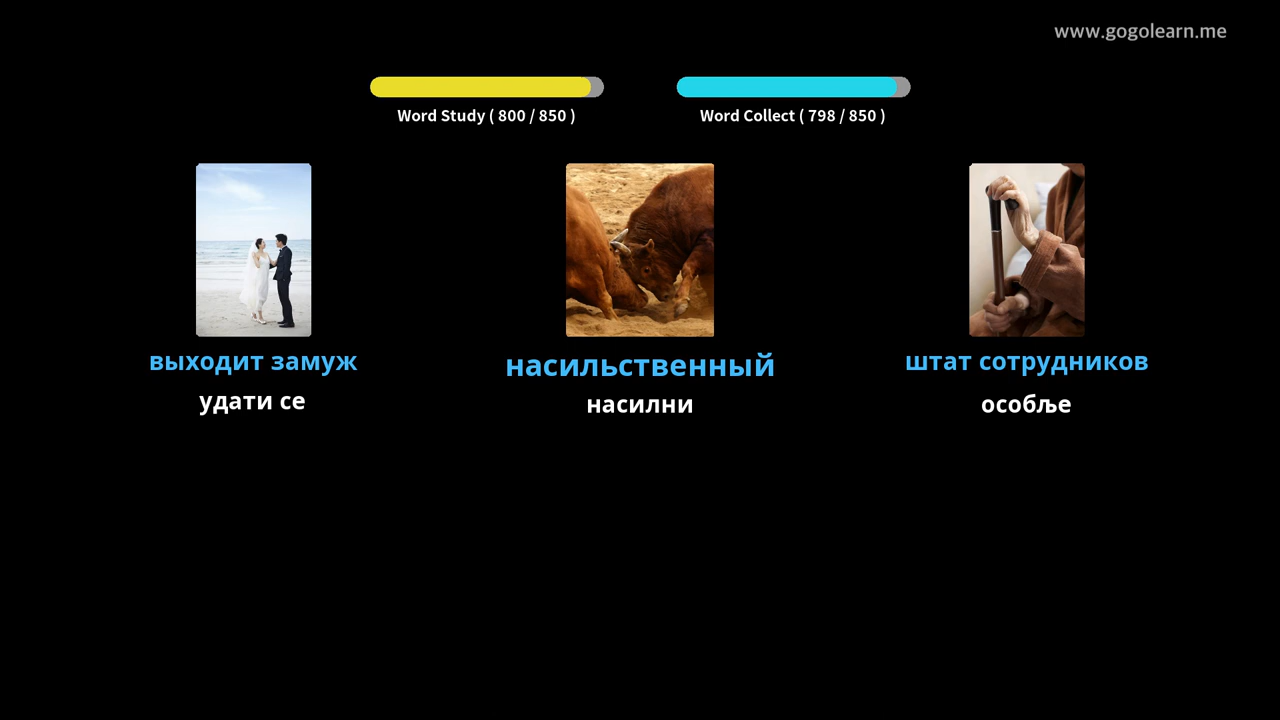 www.gogolearn.me
Word Study ( 800 / 850 )
Word Collect ( 798 / 850 )
выходит замуж
насильственный
штат сотрудников
удати се
насилни
особље